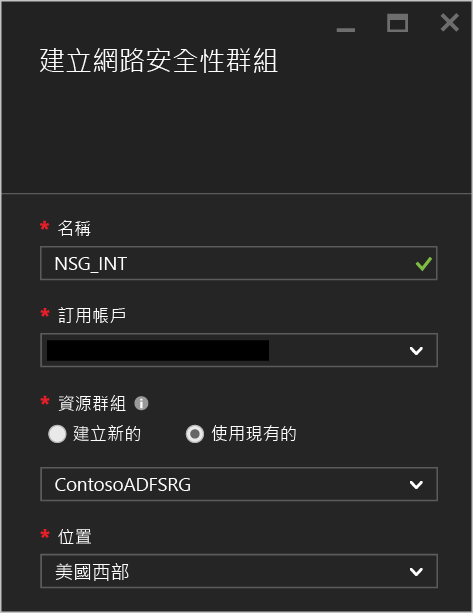 建立網路安全性群組
* 名稱
NSG_INT
* 訂用帳戶
* 資源群組
建立新的 使用現有的
ContosoADFSRG
* 位置
美國西部